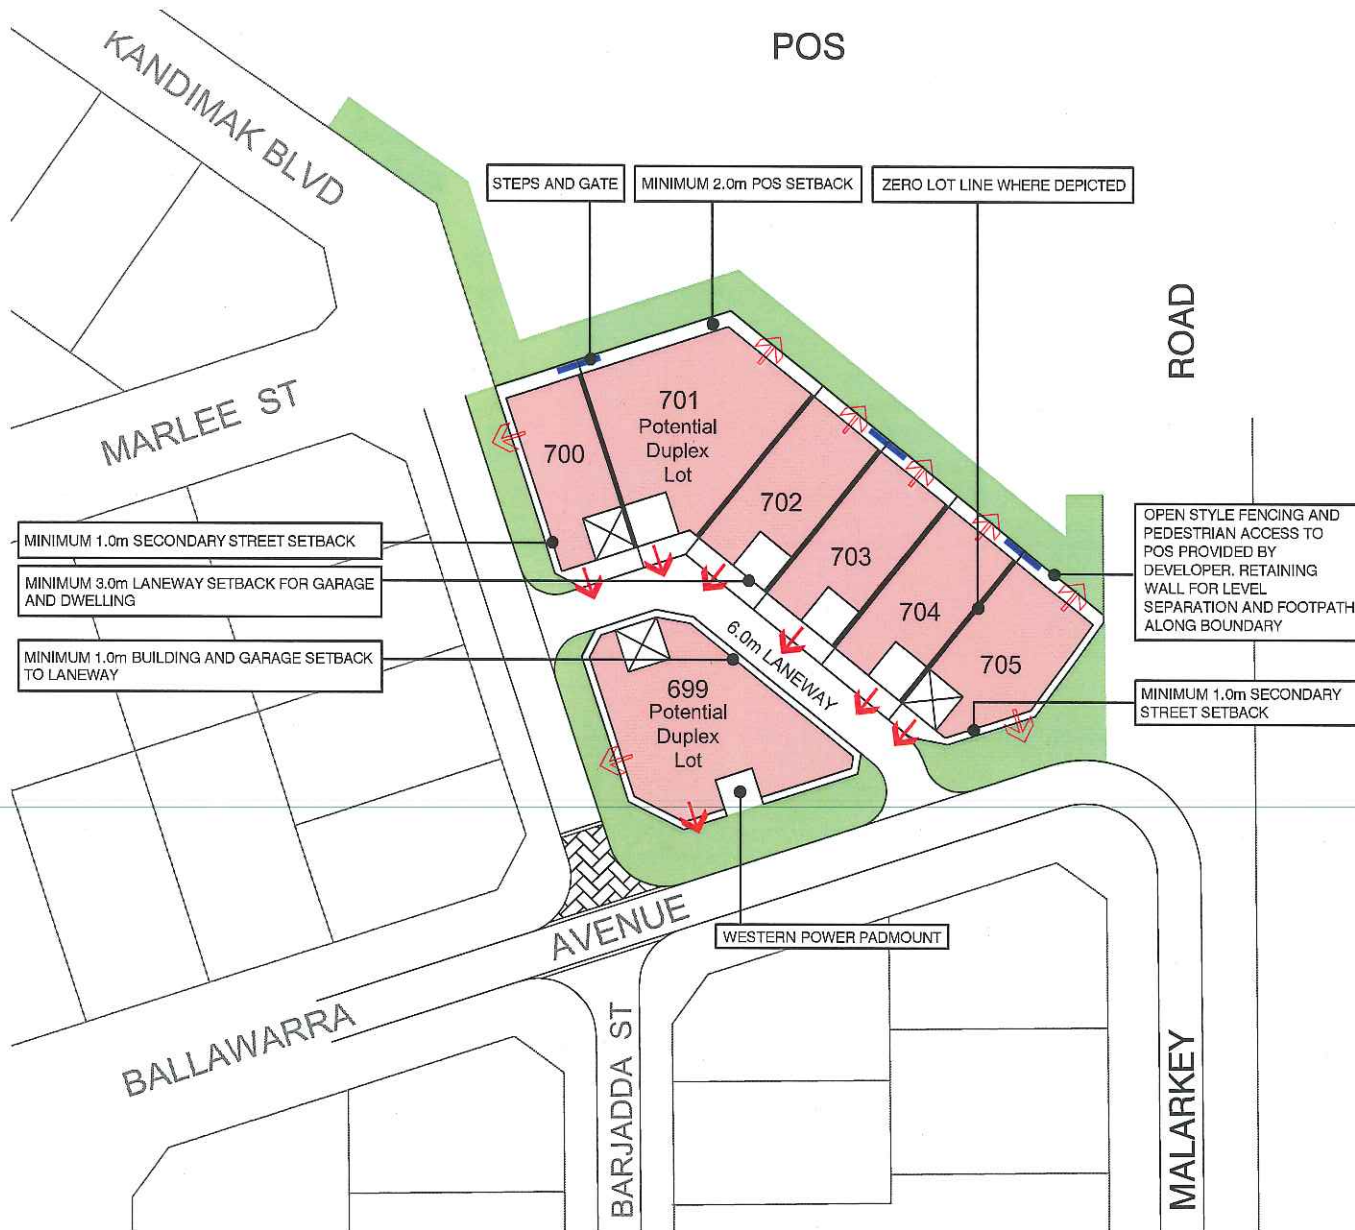 POS
KANDIMAK BLVD
STEPS AND GATE
MINIMUM 2.0m POS SETBACK
ZERO LOT LINE WHERE DEPICTED
ROAD
MARLEE ST
701
Potential
Duplex
Lot
700
702
703
704
705
MINIMUM 1.0m SECONDARY STREET SETBACK
MINIMUM 3.0m LANEWAY SETBACK FOR GARAGE
AND DWELLING
MINIMUM 1.0m BUILDING AND GARAGE SETBACK
TO LANEWAY
OPEN STYLE FENCING AND
PEDESTRIAN ACCESS TO
POS PROVIDED BY
DEVELOPER. RETAINING
WALL FOR LEVEL
SEPARATION AND FOOTPATH
ALONG BOUNDARY
6.0m LANEWAY
699
Potential
Duplex
Lot
MINIMUM 1.0m SECONDARY
STREET SETBACK
WESTERN POWER PADMOUNT
BALLAWARRA AVENUE
BARJADDA ST
MALARKEY